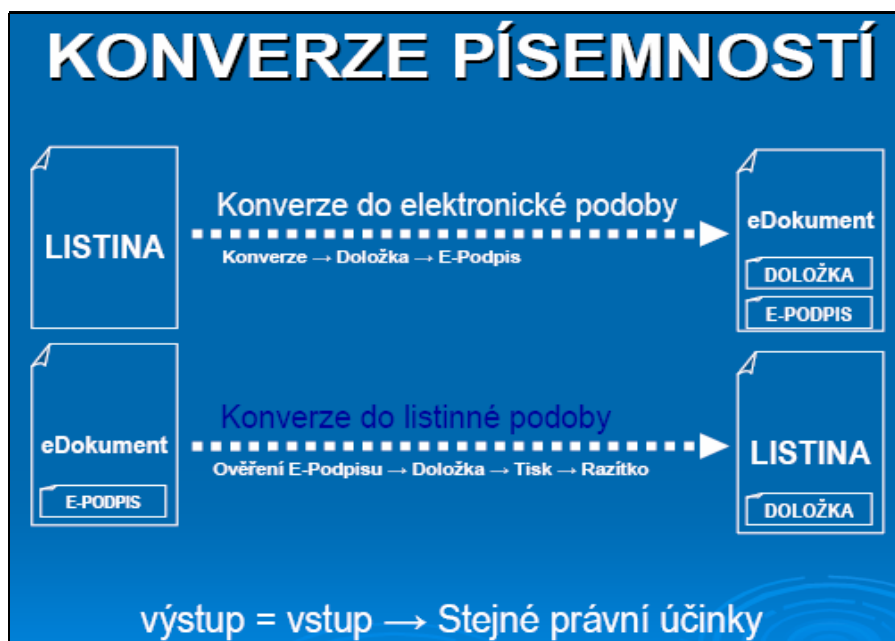 KONVERZE PÍSEMNOSTÍ
LISTINA
Konverze do elektronické podoby
Konverze → Doložka → E-Podpis
eDokument
DOLOŽKA
E-PODPIS
eDokument
E-PODPIS
Konverze do listinné podoby
Ověření E-Podpisu → Doložka → Tisk → Razítko
LISTINA
DOLOŽKA
výstup = vstup → Stejné právní účinky